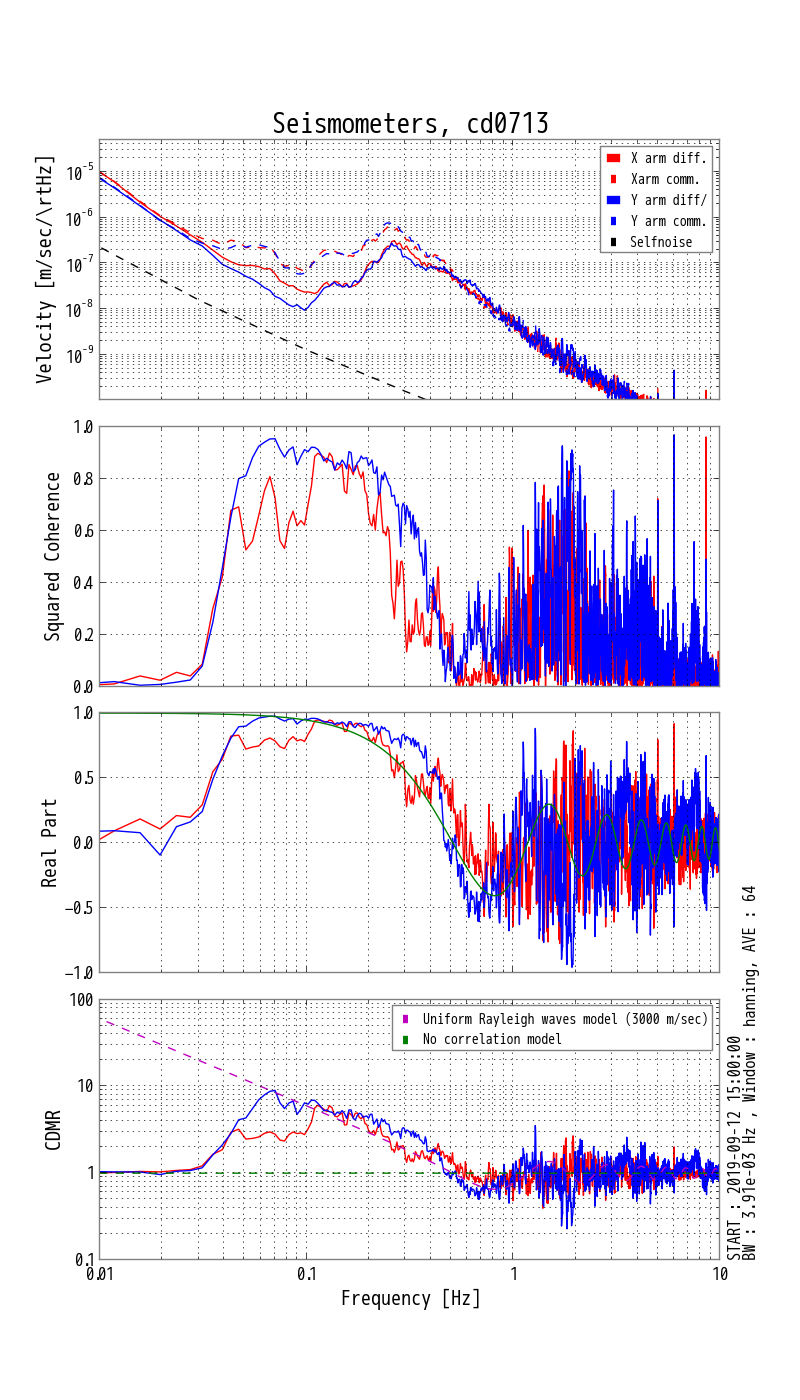 Seismometers, cd0713
Velocity [m/sec/\rtHz]
10^-5
10^-6
10^-7
10^-8
10^-9
X arm diff.
Xarm comm.
Y arm diff/
Y arm comm.
Selfnoise
Squared Coherence
1.0
0.8
0.6
0.4
0.2
0.0
Real Part
1.0
0.5
0.0
−0.5
−1.0
CDMR
100
10
1
0.1
Uniform Rayleigh waves model (3000 m/sec)
No correlation model
0.01
0.1
1
10
Frequency [Hz]
START : 2019-09-12 15:00:00
BW : 3.91e-03 Hz , Window : hanning, AVE : 64